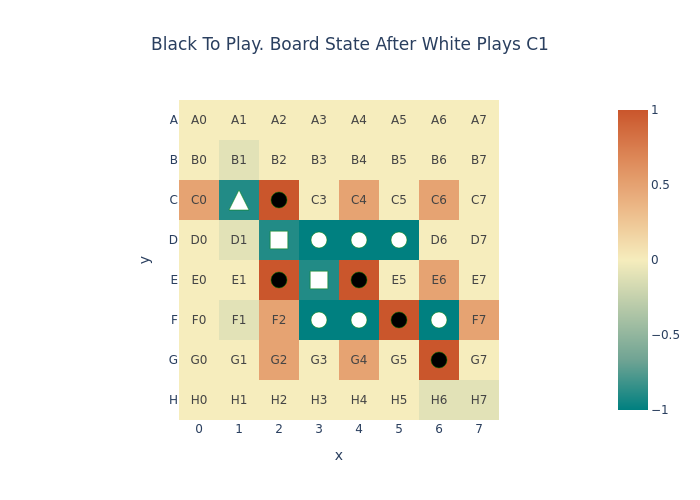 Black To Play. Board State After White Plays C1
A A0 A1 A2 A3 A4 A5 A6 A7
B B0 B1 B2 B3 B4 B5 B6 B7
C C0 C3 C4 C5 C6 C7
D D0 D1 D6 D7
E E0 E1 E5 E6 E7
F F0 F1 F2 F7
G G0 G1 G2 G3 G4 G5 G7
H H0 H1 H2 H3 H4 H5 H6 H7
0 1 2 3 4 5 6 7
x
y
1
0.5
0
−0.5
−1